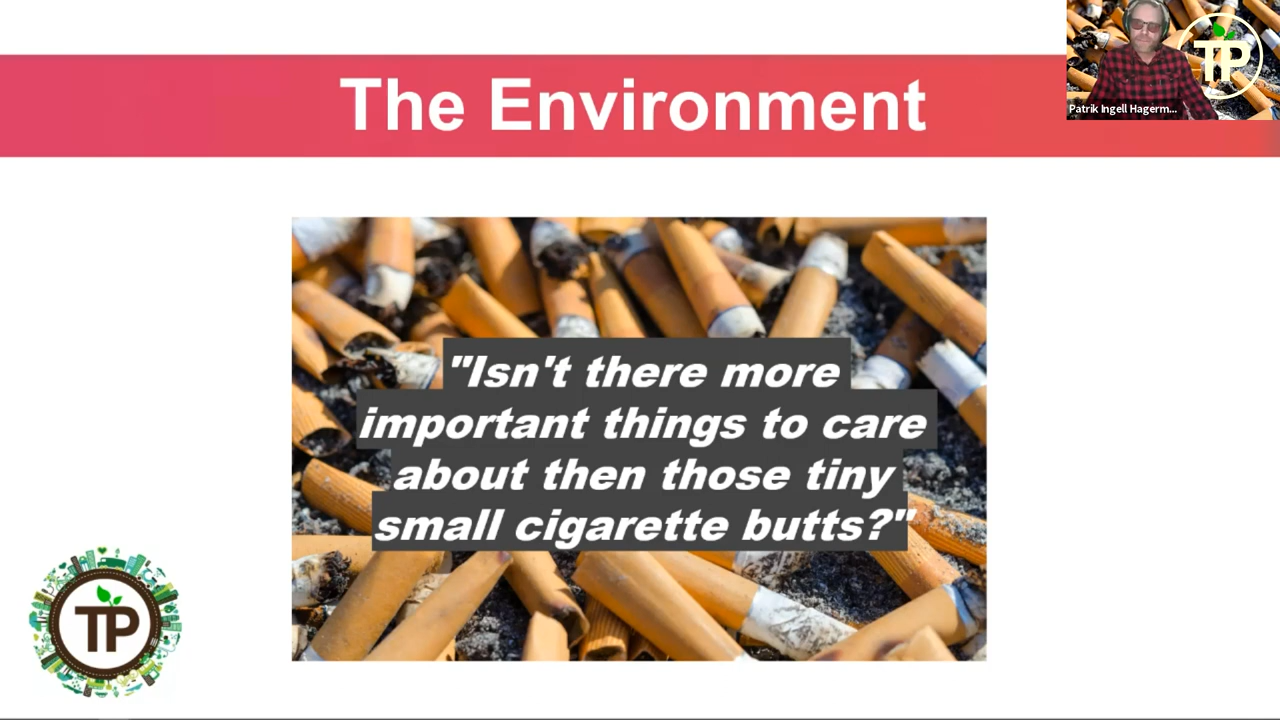 The Environment
TP
Patrik Ingell Hagerm...
"Isn't there more
important things to care
about then those tiny
small cigarette butts?"
TP